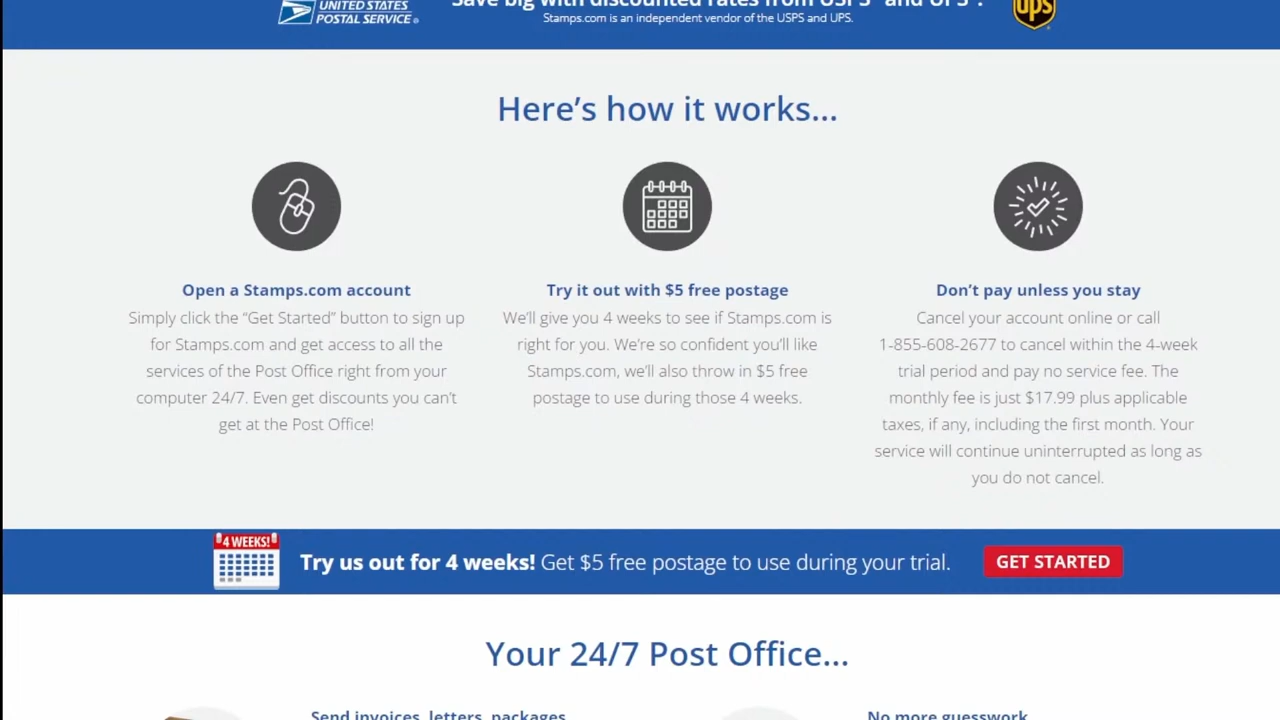 UNITED STATES
POSTAL SERVICE®
Save big with discounted rates from USPS® and UPS®.
Stamps.com is an independent vendor of the USPS and UPS.
ups
Here's how it works...
Open a Stamps.com account
Simply click the “Get Started” button to sign up
for Stamps.com and get access to all the
services of the Post Office right from your
computer 24/7. Even get discounts you can’t
get at the Post Office!
Try it out with $5 free postage
We’ll give you 4 weeks to see if Stamps.com is
right for you. We’re so confident you’ll like
Stamps.com, we’ll also throw in $5 free
postage to use during those 4 weeks.
Don’t pay unless you stay
Cancel your account online or call
1-855-608-2677 to cancel within the 4-week
trial period and pay no service fee. The
monthly fee is just $17.99 plus applicable
taxes, if any, including the first month. Your
service will continue uninterrupted as long as
you do not cancel.
4 WEEKS!
Try us out for 4 weeks! Get $5 free postage to use during your trial.
GET STARTED
Your 24/7 Post Office...
Send invoices, letters, packages
No more guesswork